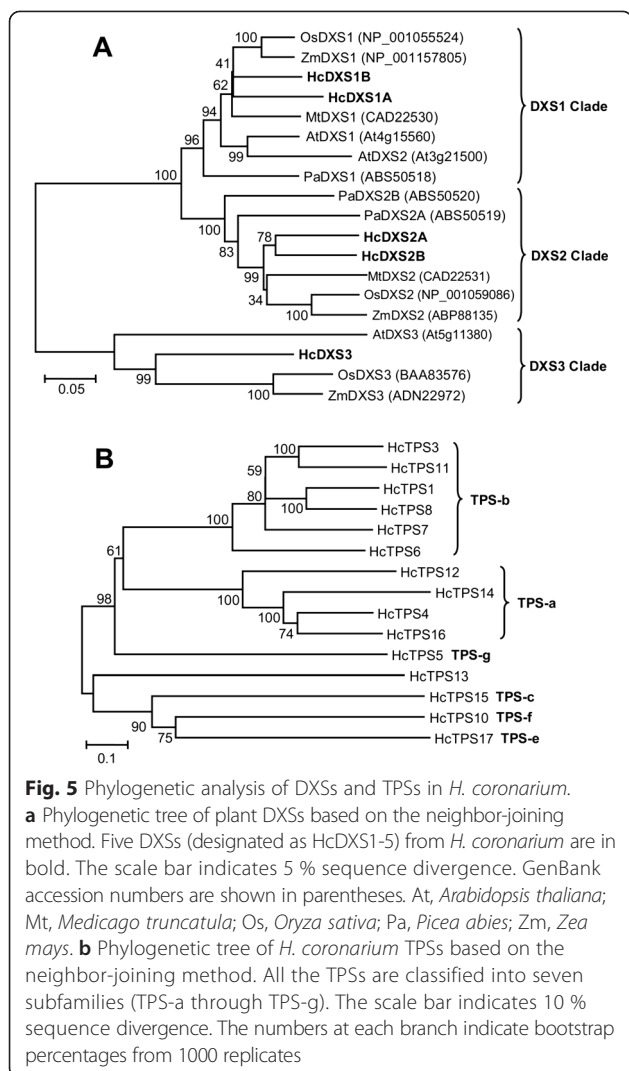 A
100
OsDXS1 (NP_001055524)
ZmDXS1 (NP_001157805)
41
HcDXS1B
62
HcDXS1A
94
MtDXS1 (CAD22530)
DXS1 Clade
96
AtDXS1 (At4g15560)
99
AtDXS2 (At3g21500)
100
PaDXS1 (ABS50518)
PaDXS2B (ABS50520)
100
PaDXS2A (ABS50519)
83
78
HcDXS2A
HcDXS2B
DXS2 Clade
99
MtDXS2 (CAD22531)
34
OsDXS2 (NP_001059086)
100
ZmDXS2 (ABP88135)
AtDXS3 (At5g11380)
HcDXS3
DXS3 Clade
99
OsDXS3 (BAA83576)
100
ZmDXS3 (ADN22972)
0.05
B
100
HcTPS3
59
HcTPS11
80
HcTPS1
TPS-b
100
HcTPS8
100
HcTPS7
HcTPS6
61
HcTPS12
100
HcTPS14
TPS-a
98
100
HcTPS4
74
HcTPS16
HcTPS5 TPS-g
HcTPS13
HcTPS15 TPS-c
90
HcTPS10 TPS-f
75
HcTPS17 TPS-e
0.1
Fig. 5 Phylogenetic analysis of DXSs and TPSs in H. coronarium.
a Phylogenetic tree of plant DXSs based on the neighbor-joining
method. Five DXSs (designated as HcDXS1-5) from H. coronarium are in
bold. The scale bar indicates 5 % sequence divergence. GenBank
accession numbers are shown in parentheses. At, Arabidopsis thaliana;
Mt, Medicago truncatula; Os, Oryza sativa; Pa, Picea abies; Zm, Zea
mays. b Phylogenetic tree of H. coronarium TPSs based on the
neighbor-joining method. All the TPSs are classified into seven
subfamilies (TPS-a through TPS-g). The scale bar indicates 10 %
sequence divergence. The numbers at each branch indicate bootstrap
percentages from 1000 replicates